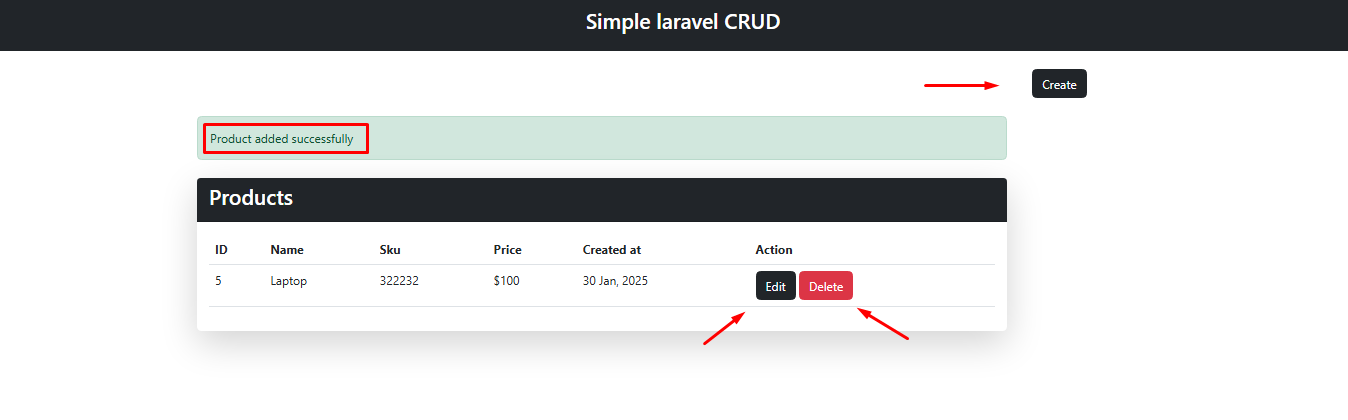 Simple laravel CRUD
Create
Product added successfully
Products
ID Name Sku Price Created at Action
5 Laptop 322232 $100 30 Jan, 2025 Edit Delete